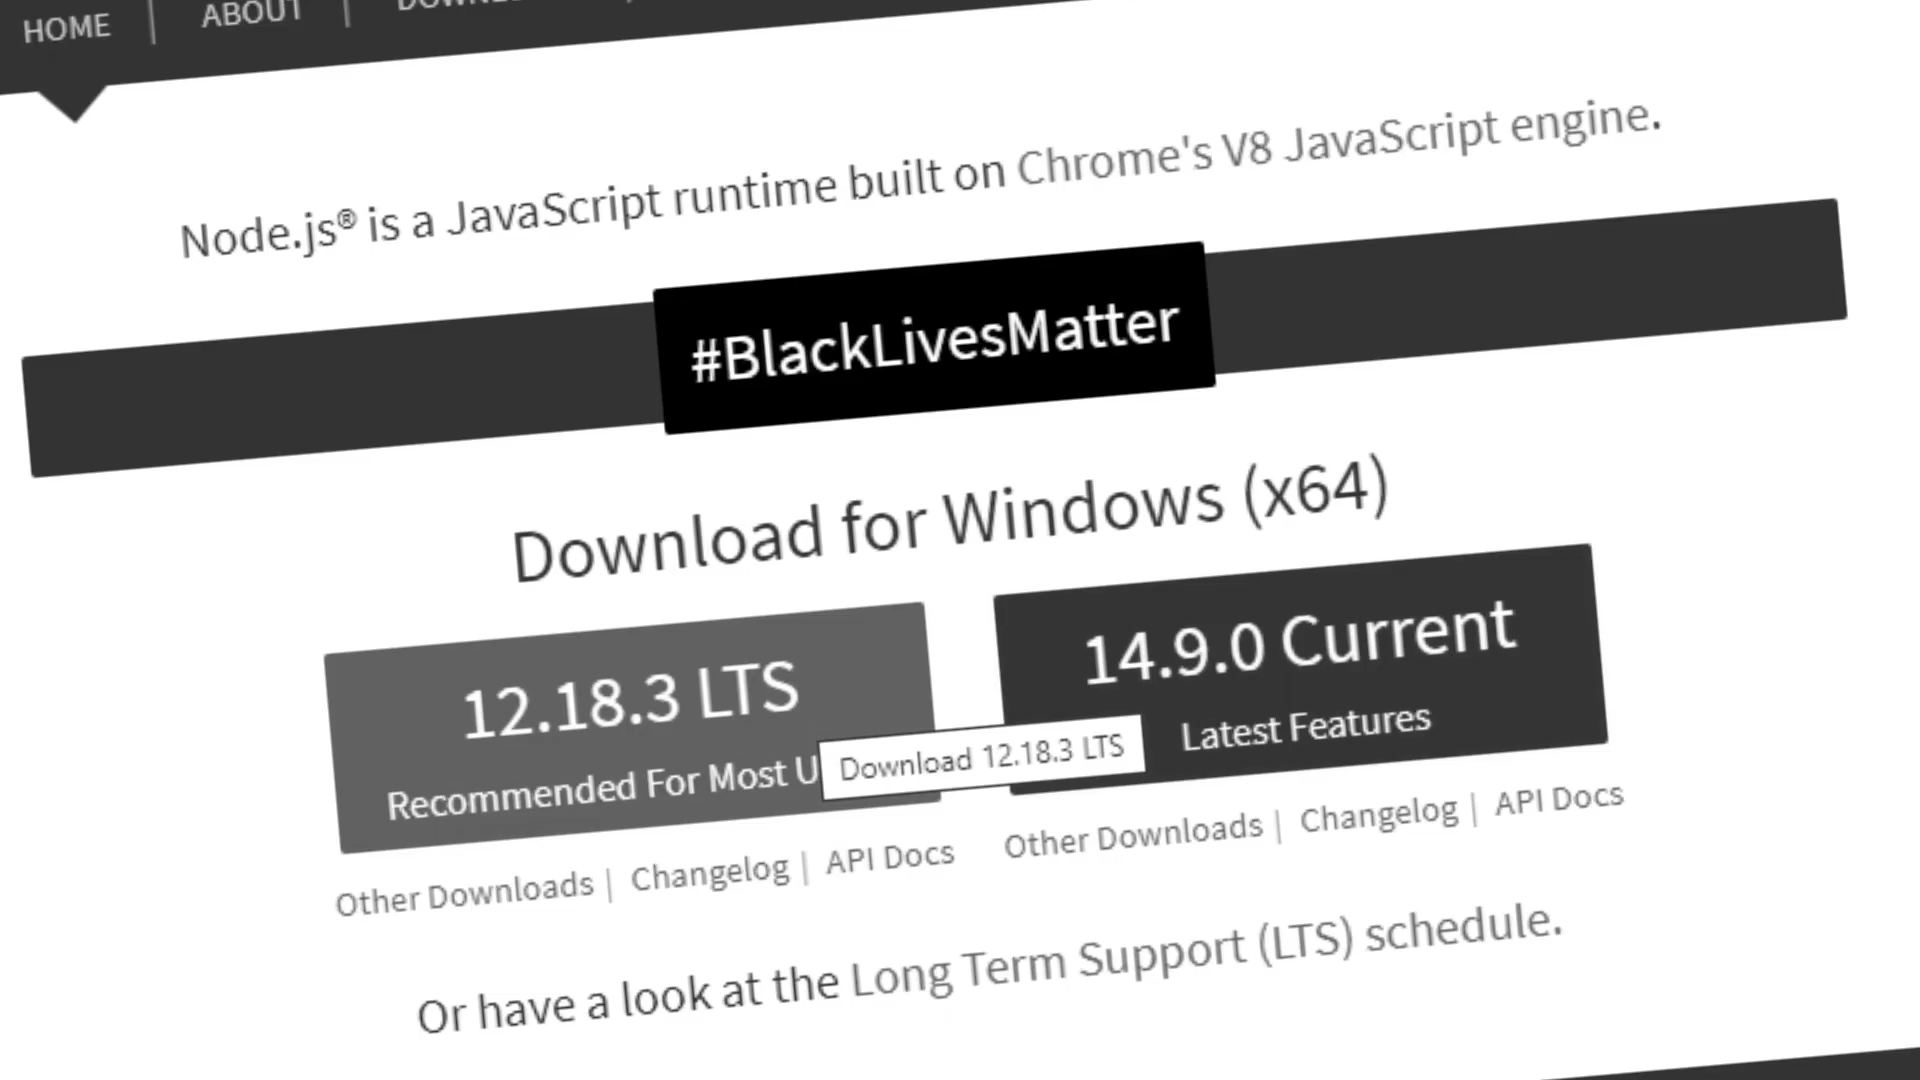 HOME | ABOUT
Node.js® is a JavaScript runtime built on Chrome's V8 JavaScript engine.
#BlackLivesMatter
Download for Windows (x64)
12.18.3 LTS
Recommended For Most
14.9.0 Current
Latest Features
Download 12.18.3 LTS
Other Downloads | Changelog | API Docs
Other Downloads | Changelog | API Docs
Or have a look at the Long Term Support (LTS) schedule.